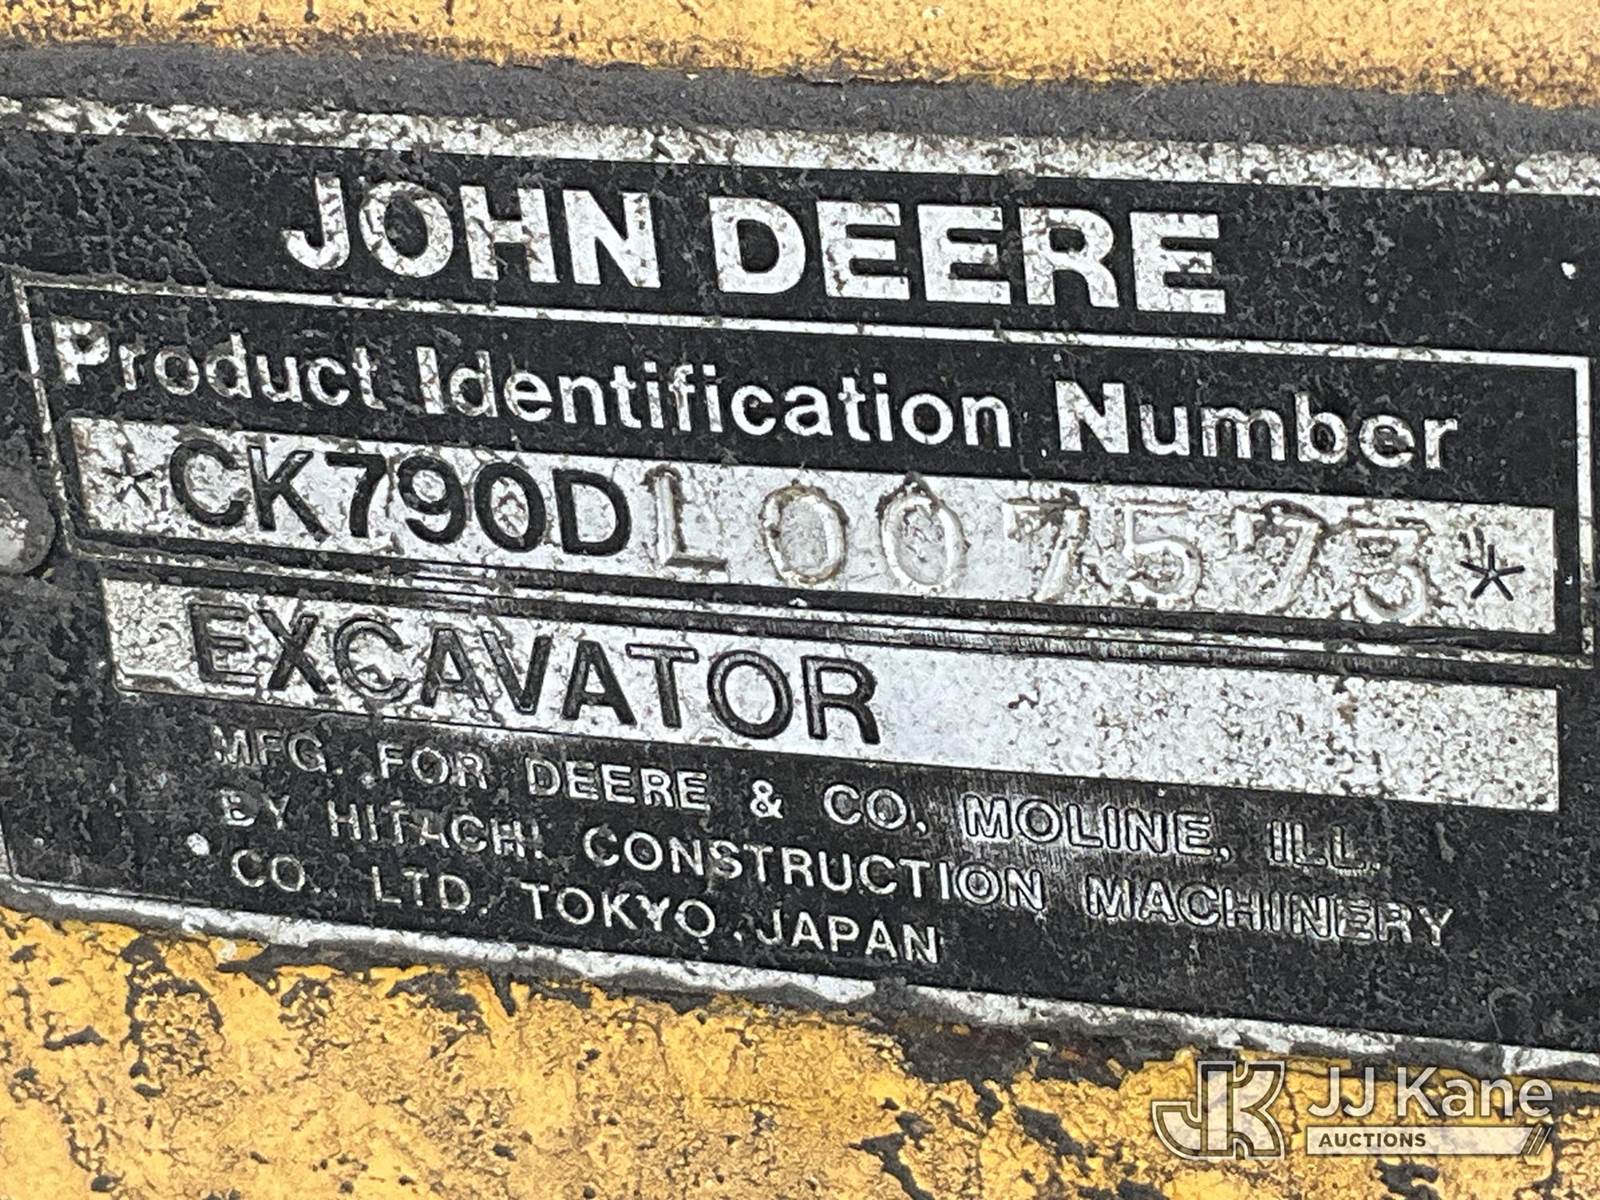 JOHN DEERE
Product Identification Number
*CK790DL007573*
EXCAVATOR
MFG. FOR DEERE & CO. MOLINE, ILL.
BY HITACHI CONSTRUCTION MACHINERY
CO., LTD. TOKYO, JAPAN
JK JJ Kane
AUCTIONS